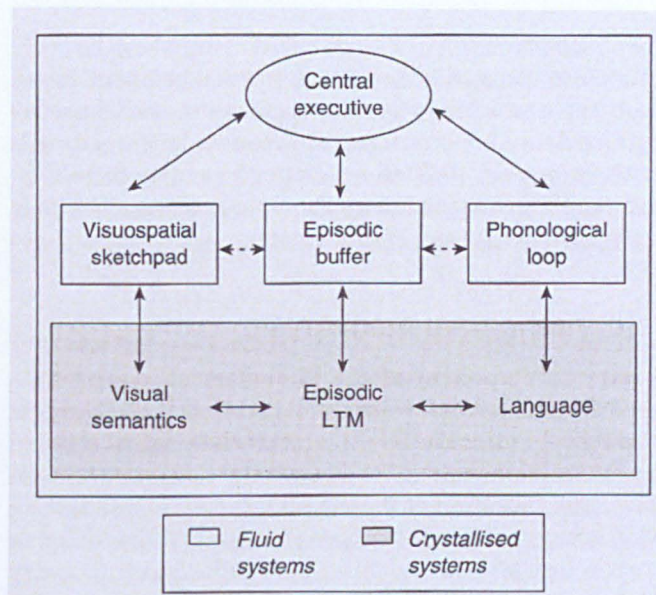 Central
executive
Visuospatial
sketchpad
Episodic
buffer
Phonological
loop
Visual
semantics
Episodic
LTM
Language
Fluid
systems
Crystallised
systems